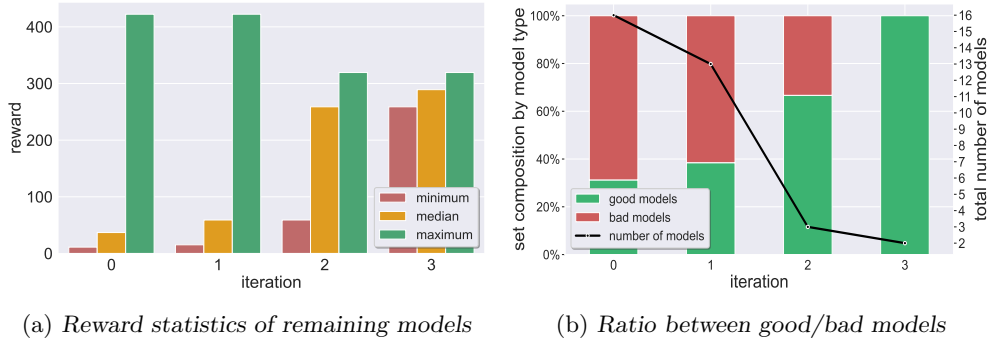 400
300
200
100
0
reward
minimum
median
maximum
0 1 2 3
iteration
(a) Reward statistics of remaining models
100%
80%
60%
40%
20%
0%
set composition by model type
good models
bad models
number of models
16
15
14
13
12
11
10
9
8
7
6
5
4
3
2
total number of models
0 1 2 3
iteration
(b) Ratio between good/bad models